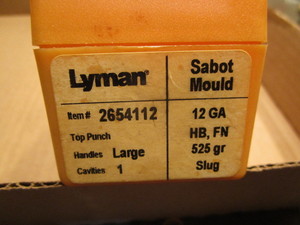 Lyman®
Item # 2654112
Top Punch
Handles Large
Cavities 1
Sabot
Mould
12 GA
HB, FN
525 gr
Slug